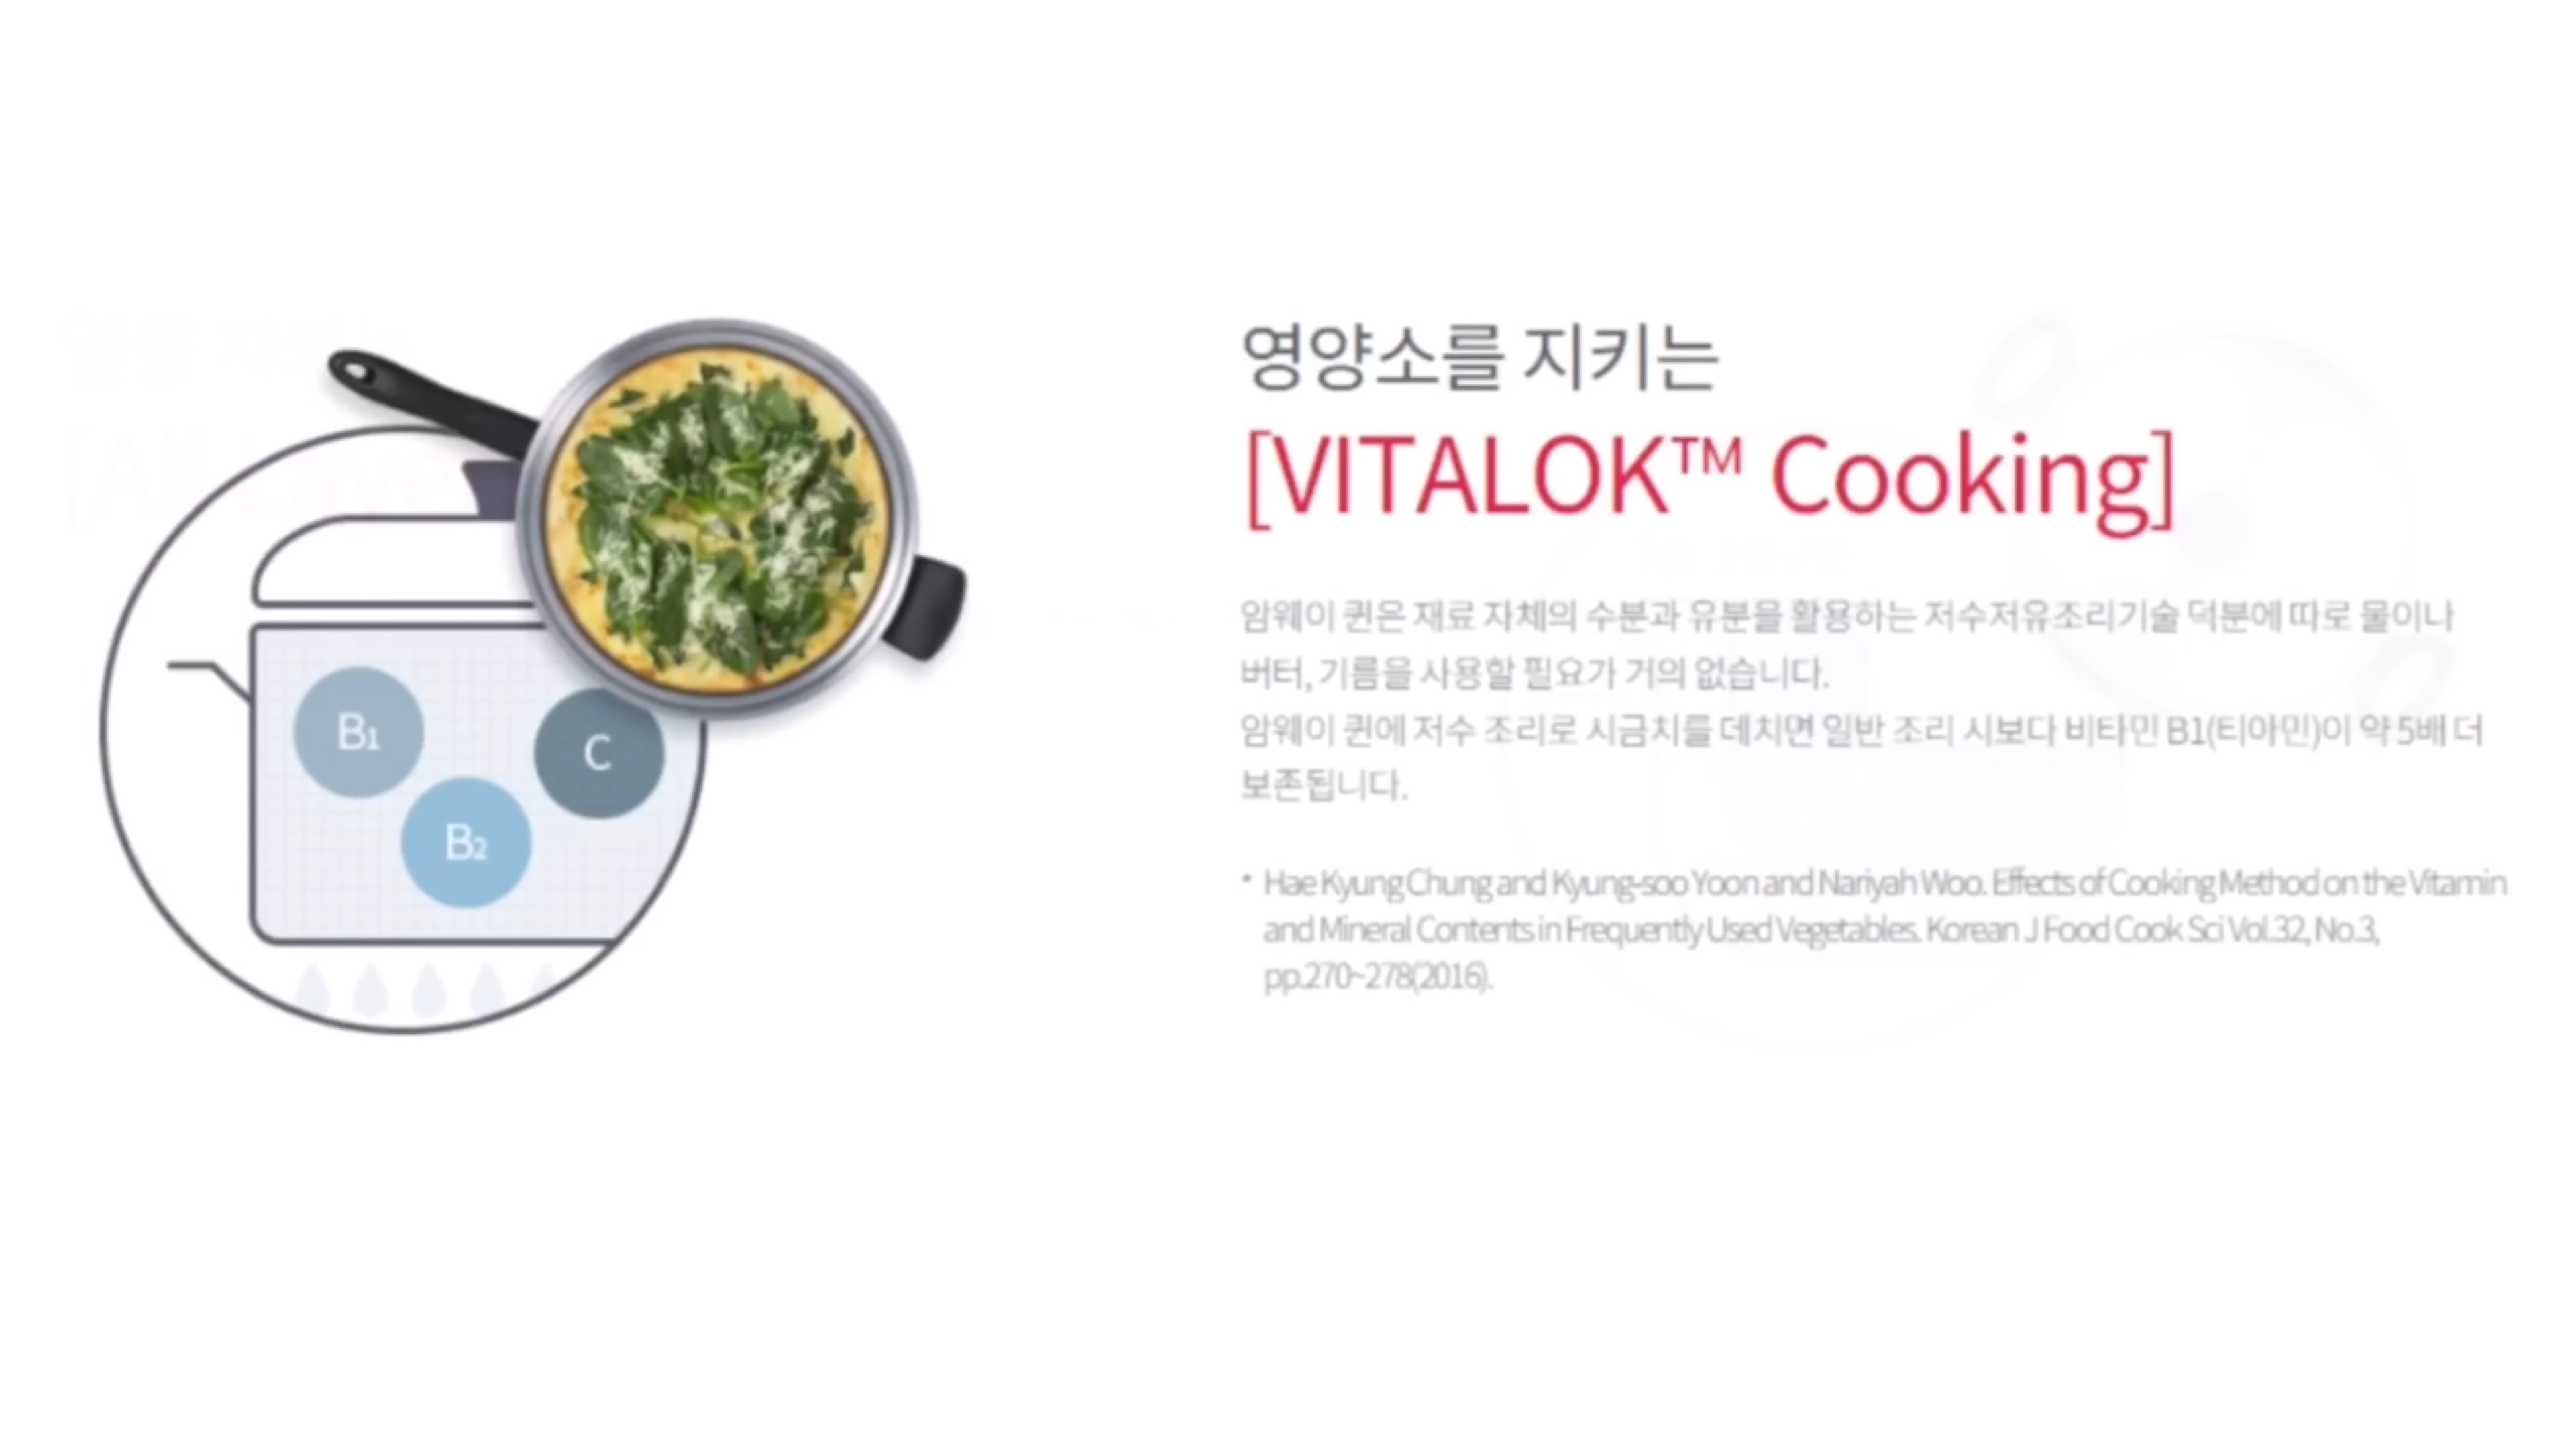 영양소를 지키는
[VITALOK™ Cooking]
암웨이 퀸은 재료 자체의 수분과 유분을 활용하는 저수저유조리기술 덕분에 따로 물이나
버터, 기름을 사용할 필요가 거의 없습니다.
암웨이 퀸에 저수 조리로 시금치를 데치면 일반 조리 시보다 비타민 B1(티아민)이 약 5배 더
보존됩니다.
* Hae Kyung Chung and Kyung-soo Yoon and Nariyah Woo. Effects of Cooking Method on the Vitamin
and Mineral Contents in Frequently Used Vegetables. Korean J Food Cook Sci Vol.32, No.3,
pp.270~278(2016).
B1
C
B2
[All Laye